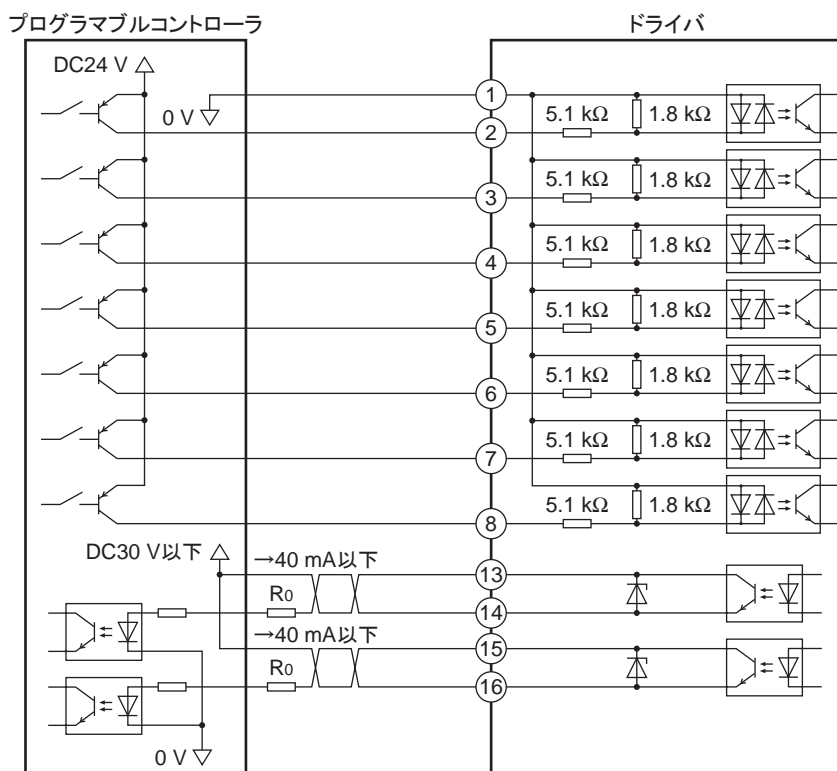 プログラマブルコントローラ
ドライバ
DC24 V
0 V
1
5.1 kΩ
1.8 kΩ
2
5.1 kΩ
1.8 kΩ
3
5.1 kΩ
1.8 kΩ
4
5.1 kΩ
1.8 kΩ
5
5.1 kΩ
1.8 kΩ
6
5.1 kΩ
1.8 kΩ
7
5.1 kΩ
1.8 kΩ
8
DC30 V以下
→40 mA以下
13
R0
14
→40 mA以下
15
R0
16
0 V